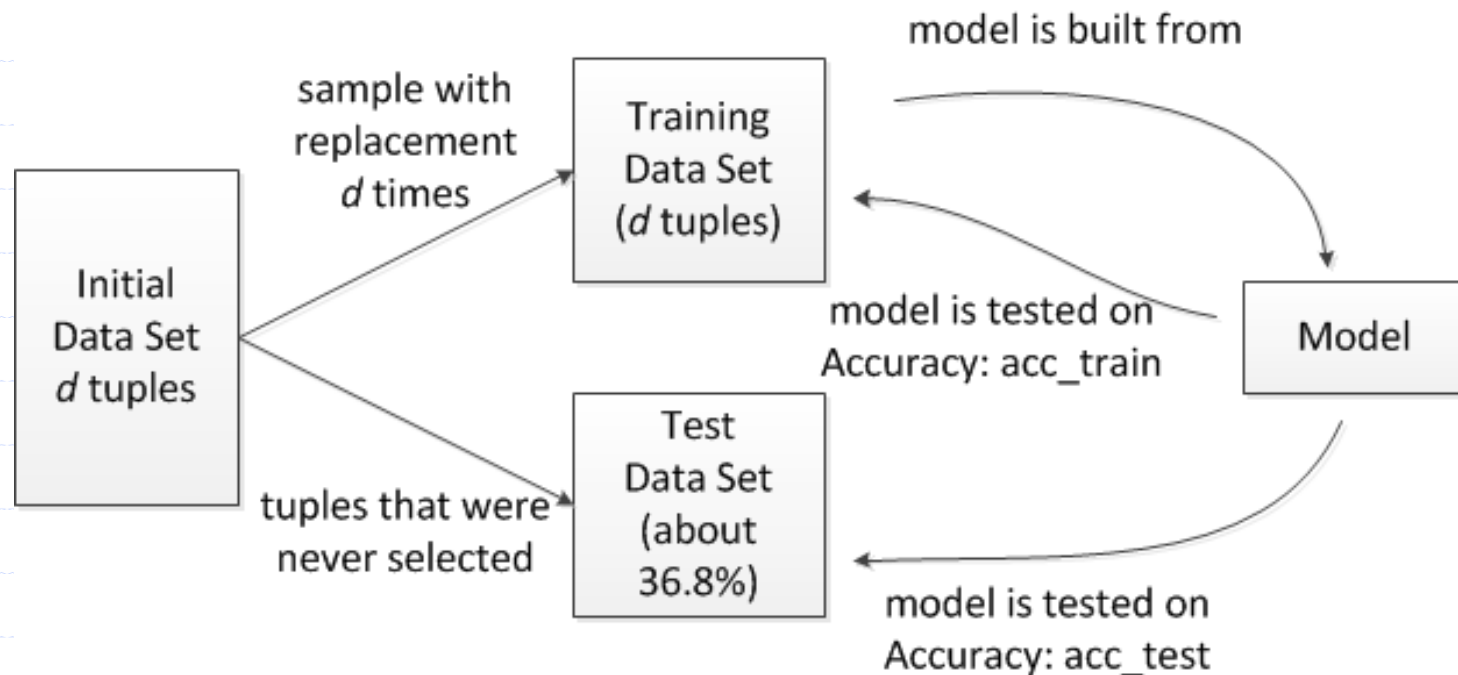 model is built from
sample with
replacement
d times
Training
Data Set
(d tuples)
Initial
Data Set
d tuples
model is tested on
Accuracy: acc_train
Model
Test
Data Set
(about
36.8%)
tuples that were
never selected
model is tested on
Accuracy: acc_test